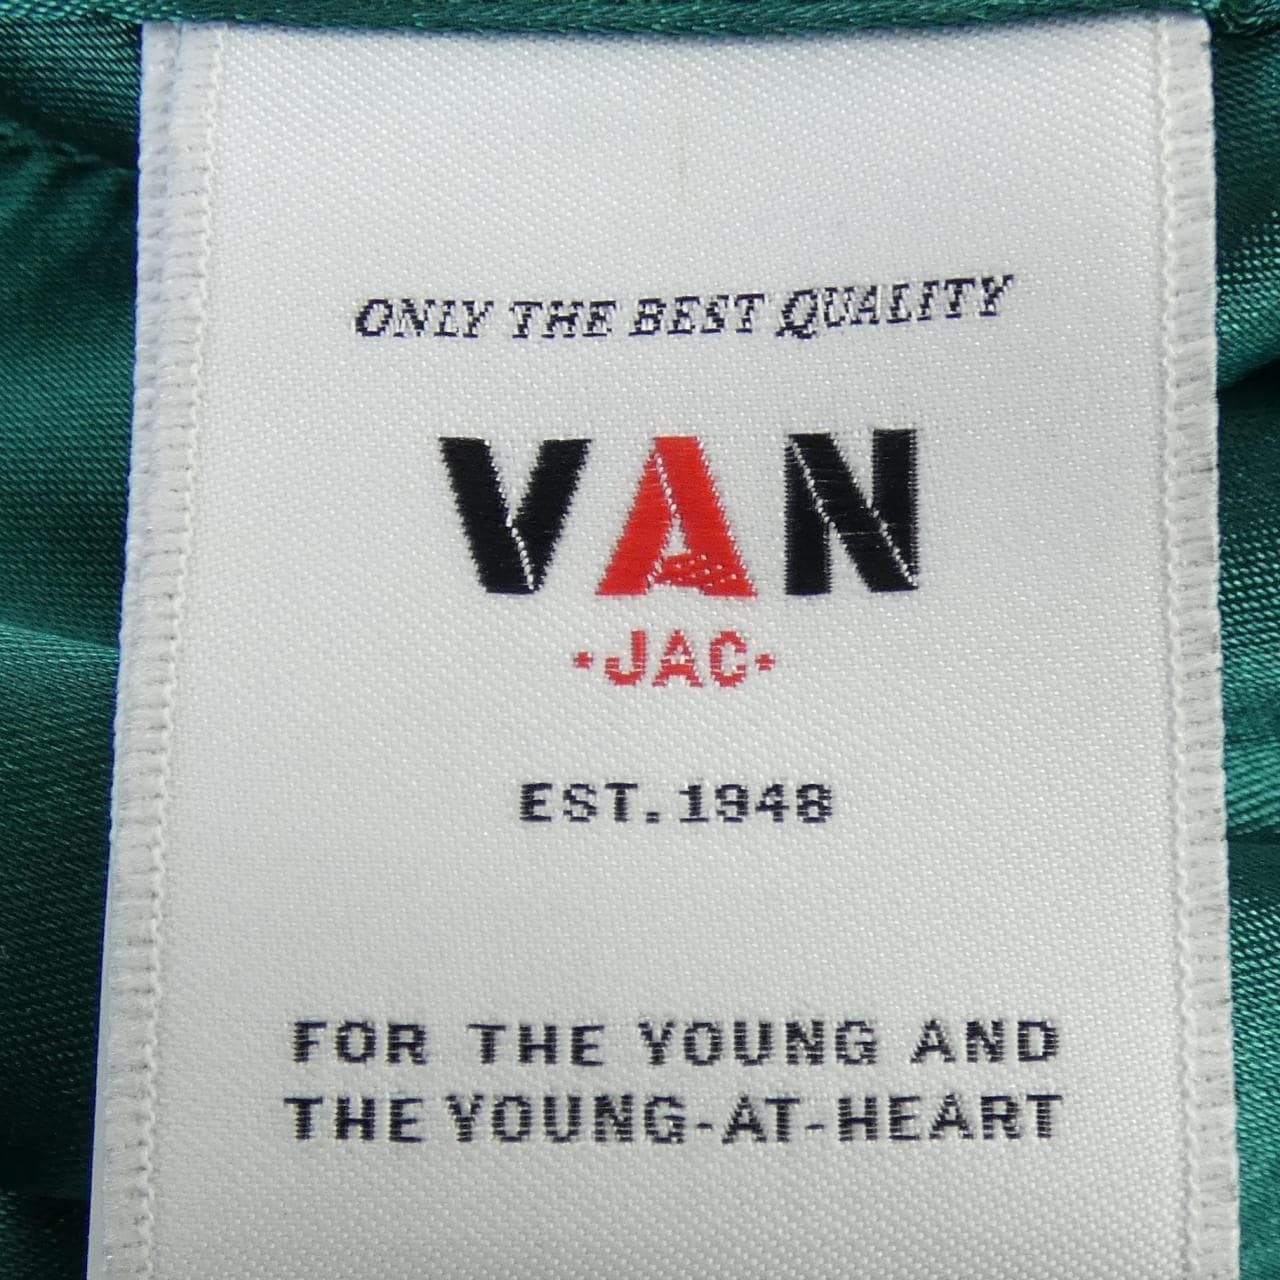 ONLY THE BEST QUALITY
VAN
·JAC·
EST. 1948
FOR THE YOUNG AND
THE YOUNG-AT-HEART